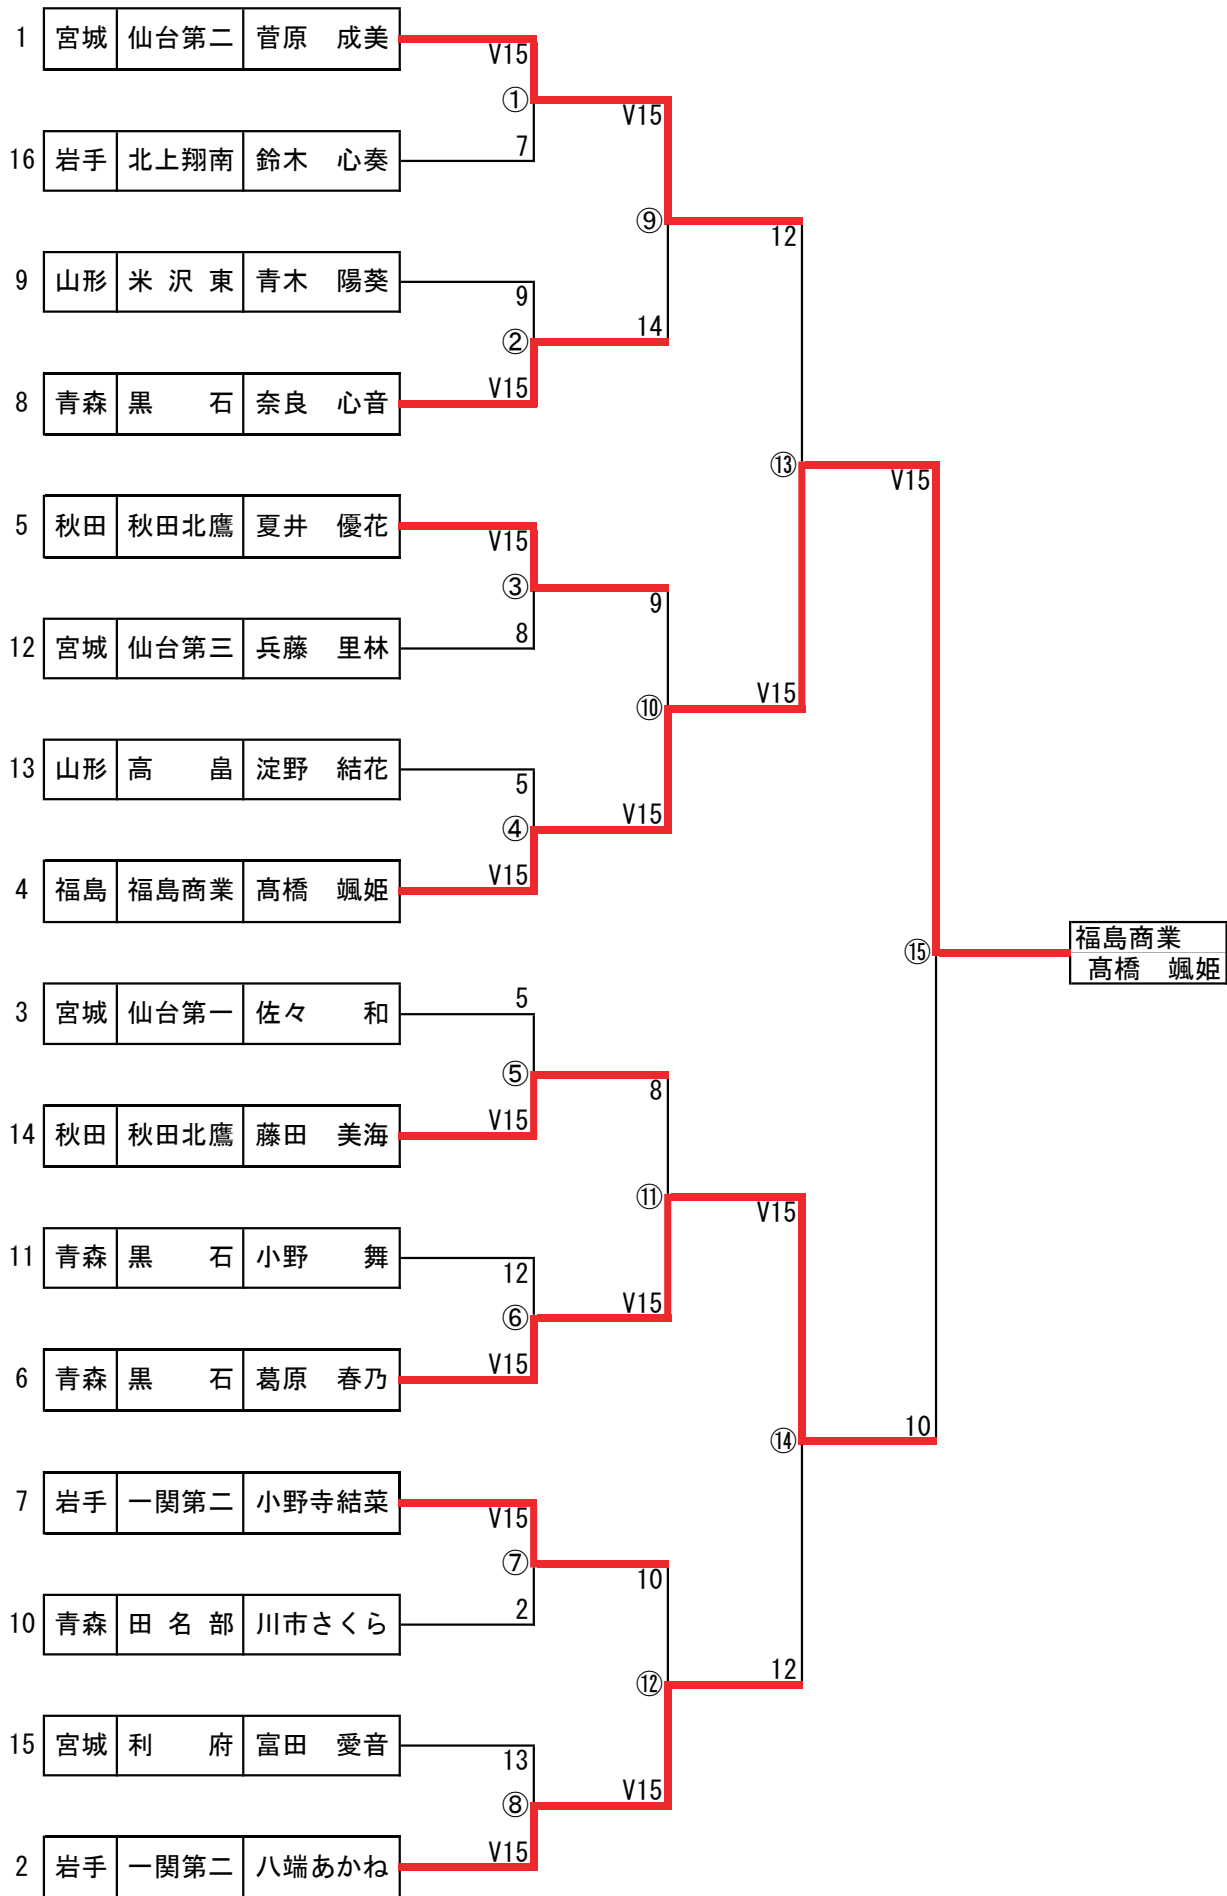 1 宮城 仙台第二 菅原 成美
V15
①
V15
16 岩手 北上翔南 鈴木 心奏
7
⑨
12
9 山形 米沢東 青木 陽葵
9
②
14
8 青森 黒石 奈良 心音
V15
⑬
V15
5 秋田 秋田北鷹 夏井 優花
V15
③
9
12 宮城 仙台第三 兵藤 里林
8
⑩
V15
13 山形 高畠 淀野 結花
5
④
V15
4 福島 福島商業 髙橋 颯姫
V15
⑮
福島商業
髙橋 颯姫
3 宮城 仙台第一 佐々 和
5
⑤
8
14 秋田 秋田北鷹 藤田 美海
V15
⑪
V15
11 青森 黒石 小野 舞
12
⑥
V15
6 青森 黒石 葛原 春乃
V15
⑭
10
7 岩手 一関第二 小野寺結菜
V15
⑦
10
10 青森 田名部 川市さくら
2
⑫
12
15 宮城 利府 富田 愛音
13
⑧
V15
2 岩手 一関第二 八端あかね
V15